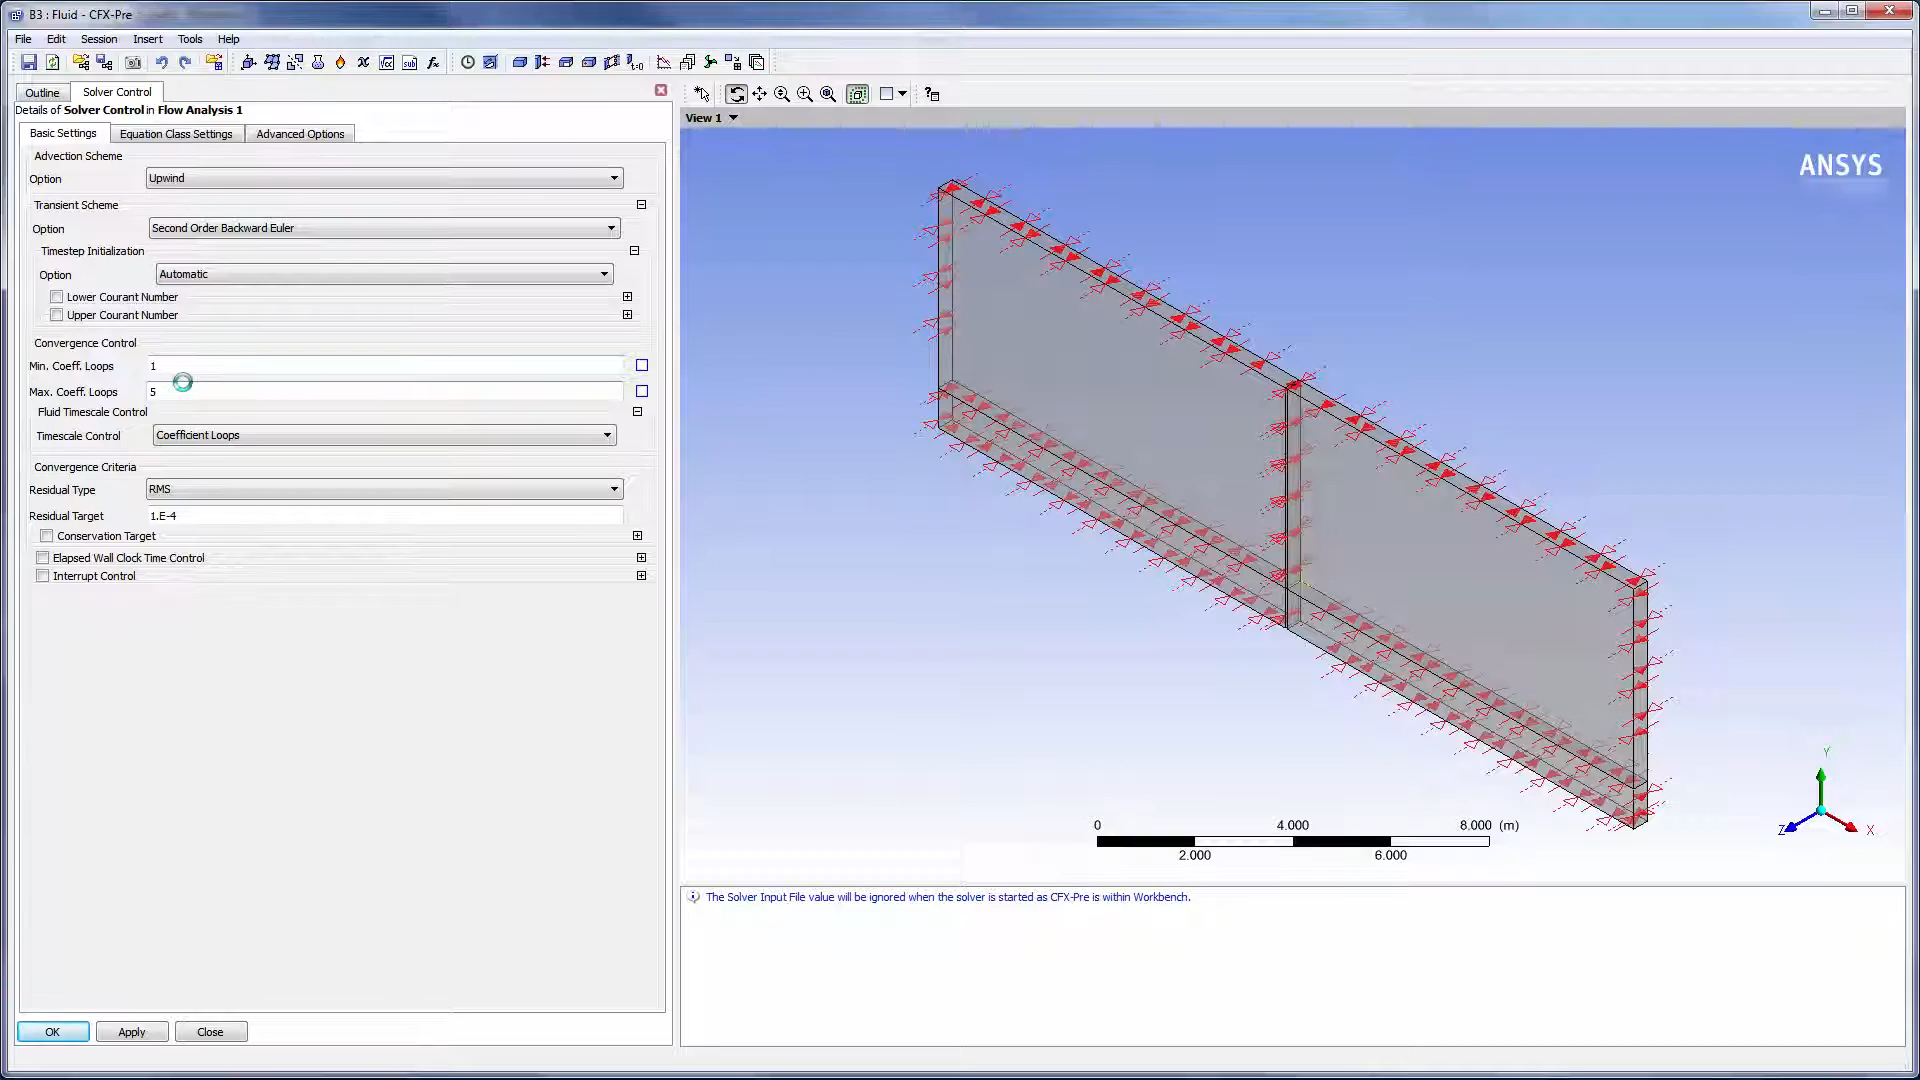 B3 : Fluid - CFX-Pre
File Edit Session Insert Tools Help
Outline Solver Control
Details of Solver Control in Flow Analysis 1
Basic Settings Equation Class Settings Advanced Options
Advection Scheme
Option Upwind
Transient Scheme
Option Second Order Backward Euler
Timestep Initialization
Option Automatic
Lower Courant Number
Upper Courant Number
Convergence Control
Min. Coeff. Loops 1
Max. Coeff. Loops 5
Fluid Timescale Control
Timescale Control Coefficient Loops
Convergence Criteria
Residual Type RMS
Residual Target 1.E-4
Conservation Target
Elapsed Wall Clock Time Control
Interrupt Control
OK Apply Close
View 1
ANSYS
0 4.000 8.000 (m)
2.000 6.000
Y
Z X
The Solver Input File value will be ignored when the solver is started as CFX-Pre is within Workbench.